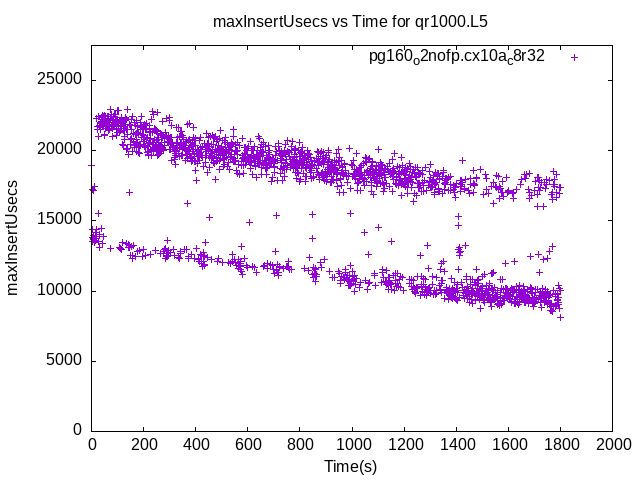 maxInsertUsecs vs Time for qr1000.L5
pg160o2nofp.cx10ac8r32
25000
20000
15000
10000
5000
0
maxInsertUsecs
0 200 400 600 800 1000 1200 1400 1600 1800 2000
Time(s)